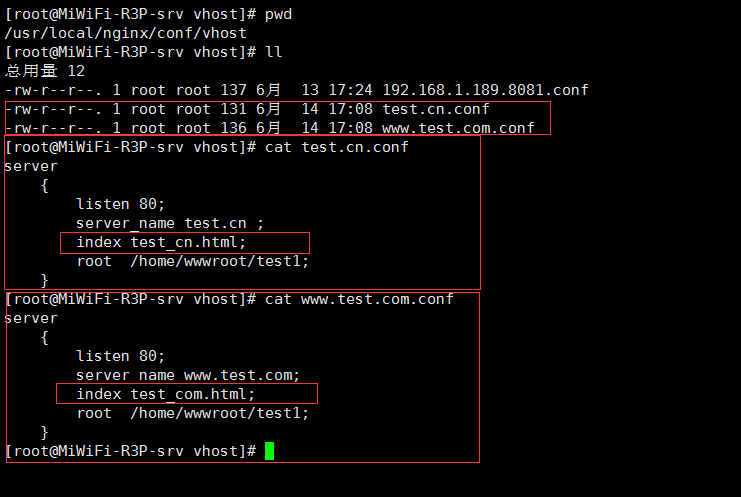 [root@MiWiFi-R3P-srv vhost]# pwd
/usr/local/nginx/conf/vhost
[root@MiWiFi-R3P-srv vhost]# ll
总用量 12
-rw-r--r--. 1 root root 137 6月  13 17:24 192.168.1.189.8081.conf
-rw-r--r--. 1 root root 131 6月  14 17:08 test.cn.conf
-rw-r--r--. 1 root root 136 6月  14 17:08 www.test.com.conf
[root@MiWiFi-R3P-srv vhost]# cat test.cn.conf
server
    {
        listen 80;
        server_name test.cn ;
        index test_cn.html;
        root  /home/wwwroot/test1;
    }
[root@MiWiFi-R3P-srv vhost]# cat www.test.com.conf
server
    {
        listen 80;
        server_name www.test.com;
        index test_com.html;
        root  /home/wwwroot/test1;
    }
[root@MiWiFi-R3P-srv vhost]#